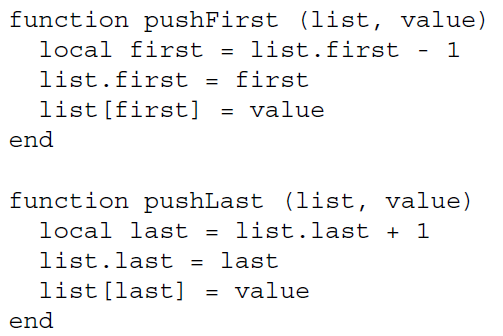 function pushFirst (list, value)
  local first = list.first - 1
  list.first = first
  list[first] = value
end

function pushLast (list, value)
  local last = list.last + 1
  list.last = last
  list[last] = value
end